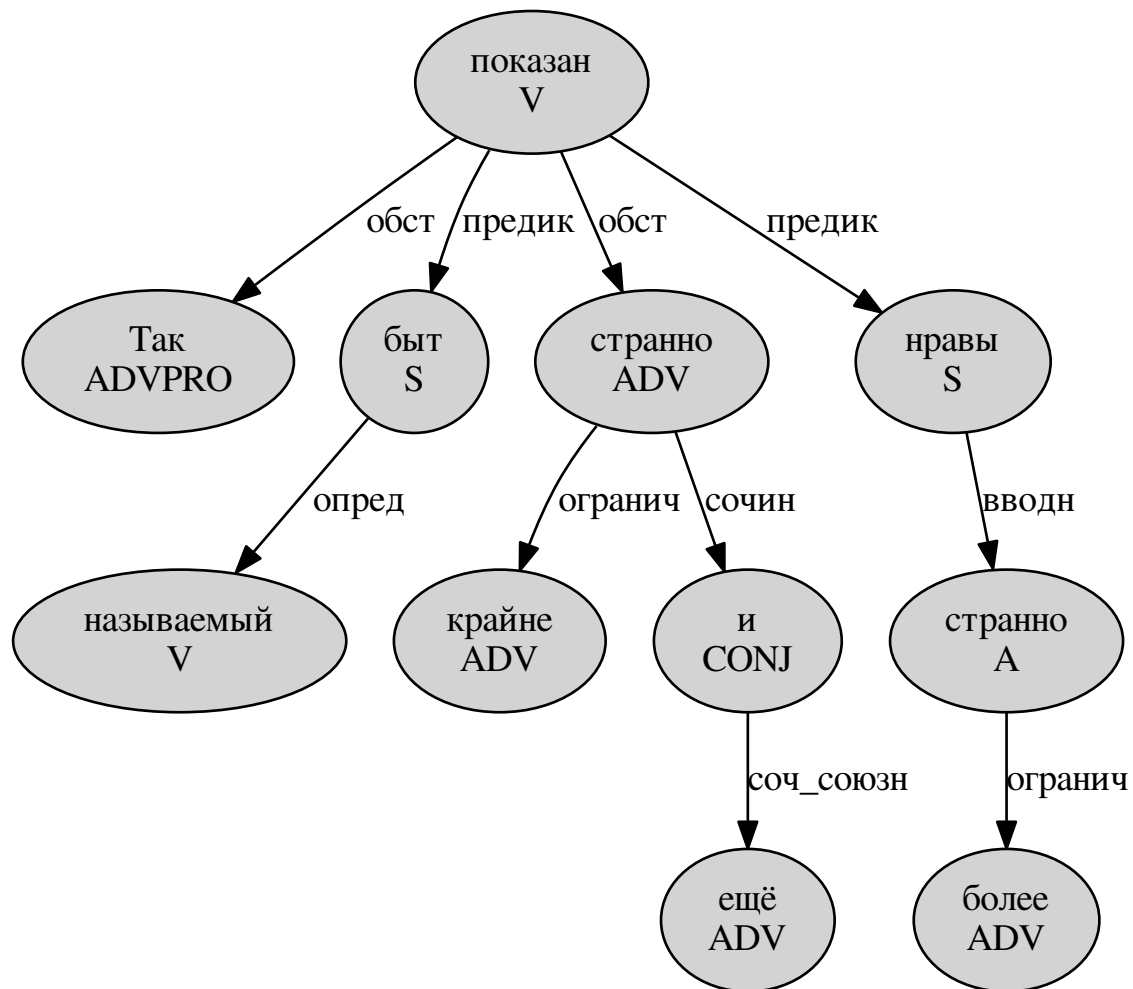 показан
V
обст
предик
обст
предик
Так
ADVPRO
быт
S
странно
ADV
нравы
S
опред
огранич
сочин
вводн
называемый
V
крайне
ADV
и
CONJ
странно
A
соч_союзн
огранич
ещё
ADV
более
ADV